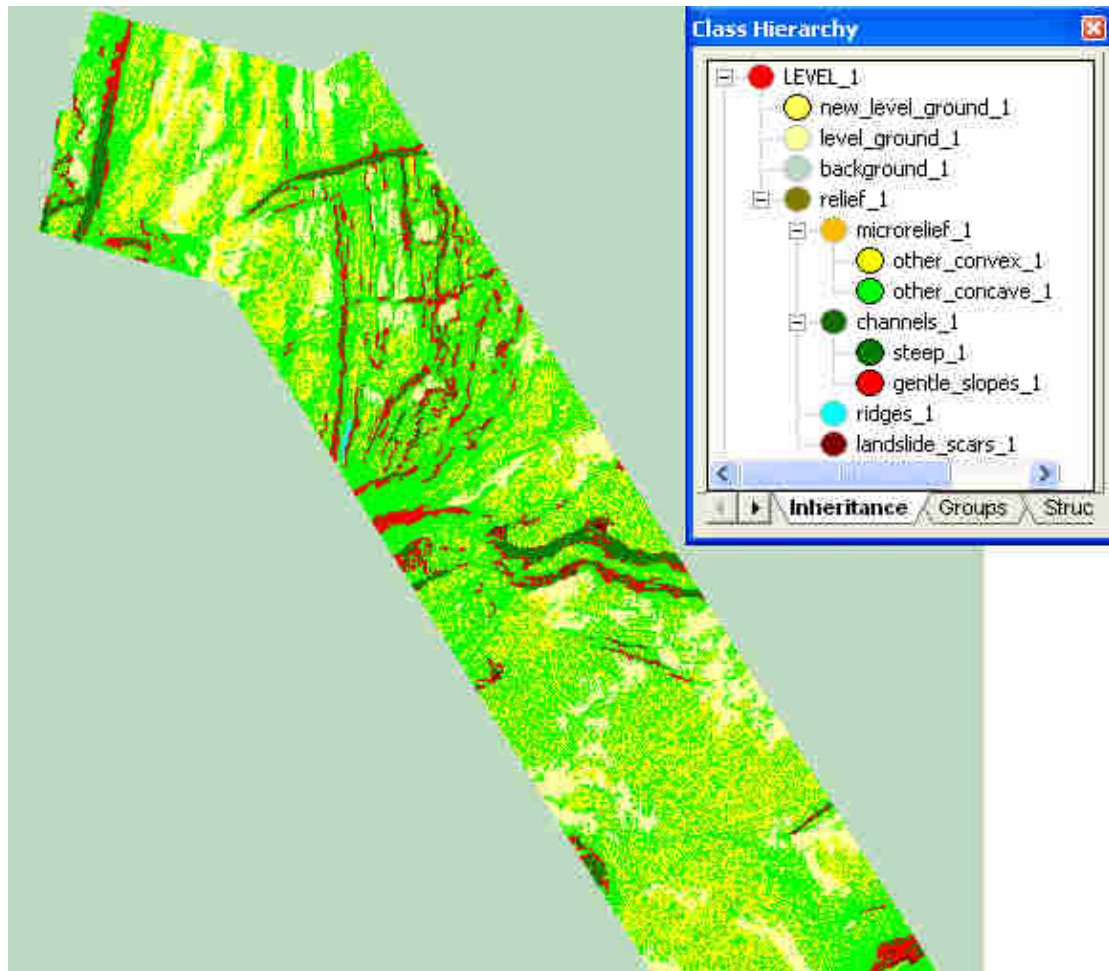 Class Hierarchy
LEVEL_1
new_level_ground_1
level_ground_1
background_1
relief_1
microrelief_1
other_convex_1
other_concave_1
channels_1
steep_1
gentle_slopes_1
ridges_1
landslide_scars_1
Inheritance Groups Struc